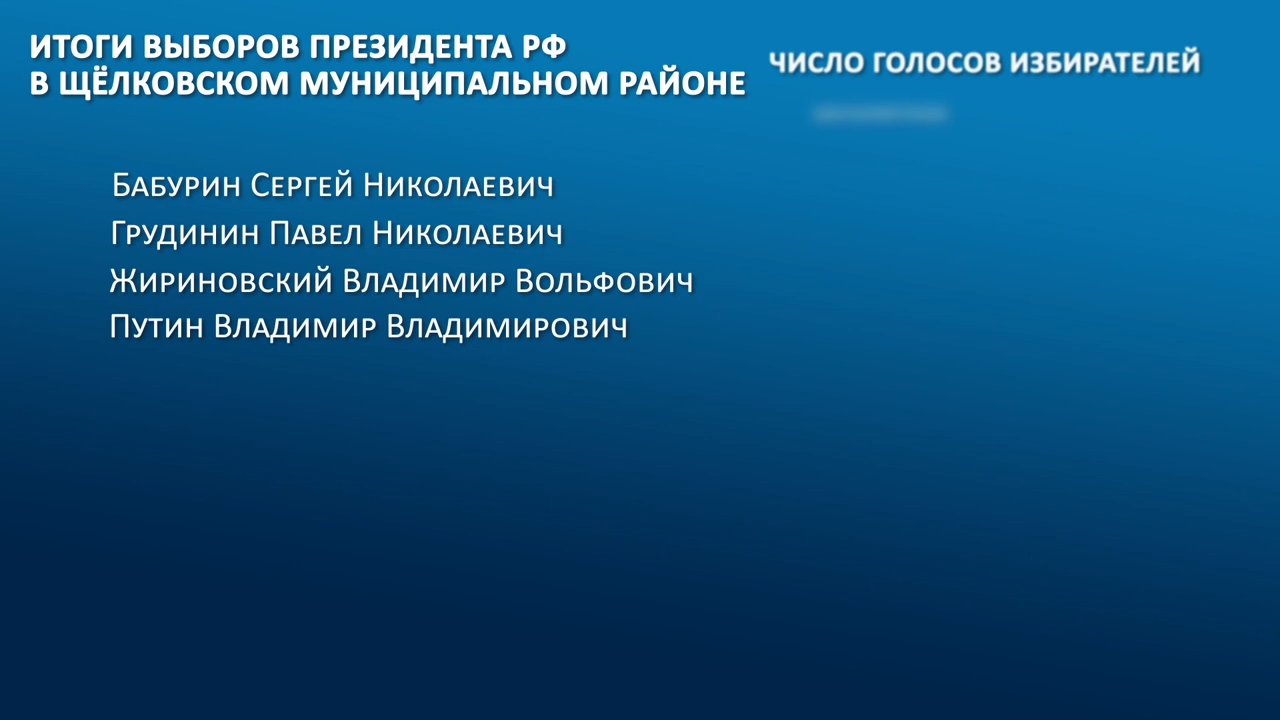 ИТОГИ ВЫБОРОВ ПРЕЗИДЕНТА РФ
В ЩЁЛКОВСКОМ МУНИЦИПАЛЬНОМ РАЙОНЕ
ЧИСЛО ГОЛОСОВ ИЗБИРАТЕЛЕЙ
Бабурин Сергей Николаевич
Грудинин Павел Николаевич
Жириновский Владимир Вольфович
Путин Владимир Владимирович